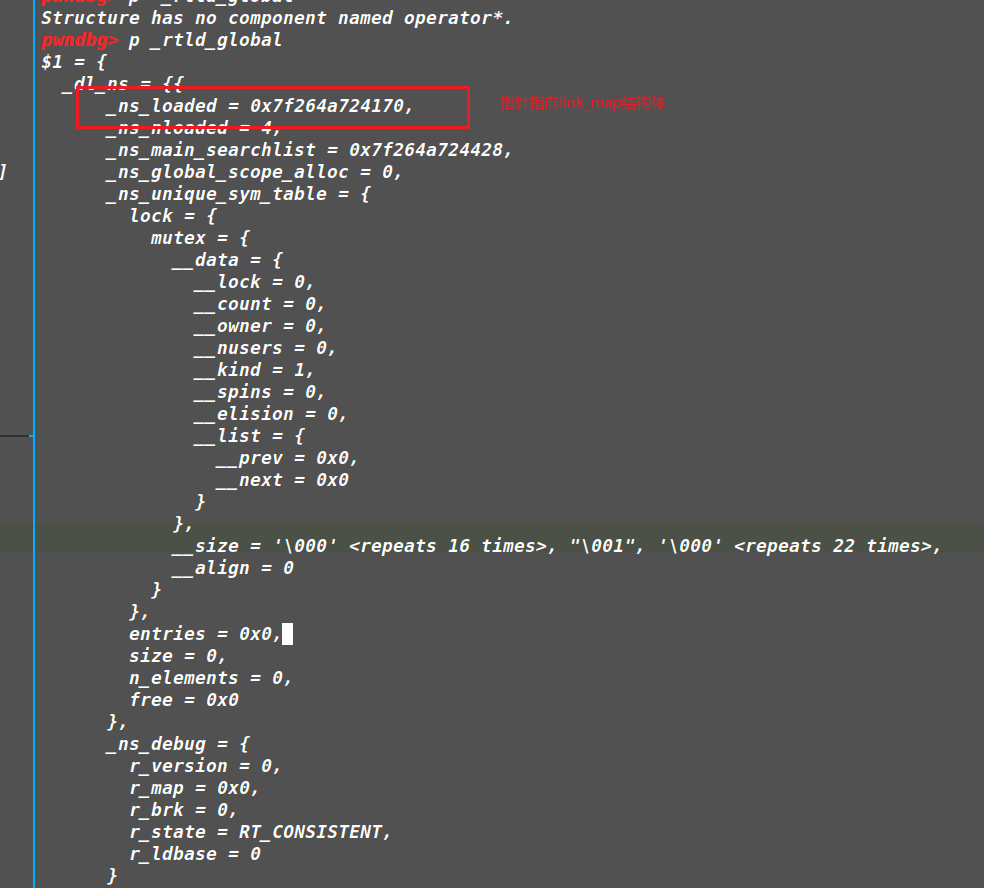 pwndbg> p _rtld_global
Structure has no component named operator*.
pwndbg> p _rtld_global
$1 = {
_dl_ns = {{
_ns_loaded = 0x7f264a724170,
指针指向link_map结构体
_ns_nloaded = 4,
_ns_main_searchlist = 0x7f264a724428,
]
_ns_global_scope_alloc = 0,
_ns_unique_sym_table = {
lock = {
mutex = {
__data = {
__lock = 0,
__count = 0,
__owner = 0,
__nusers = 0,
__kind = 1,
__spins = 0,
__elision = 0,
__list = {
__prev = 0x0,
__next = 0x0
}
},
__size = '\000' <repeats 16 times>, "\001", '\000' <repeats 22 times>,
__align = 0
}
},
entries = 0x0,
size = 0,
n_elements = 0,
free = 0x0
},
_ns_debug = {
r_version = 0,
r_map = 0x0,
r_brk = 0,
r_state = RT_CONSISTENT,
r_ldbase = 0
}